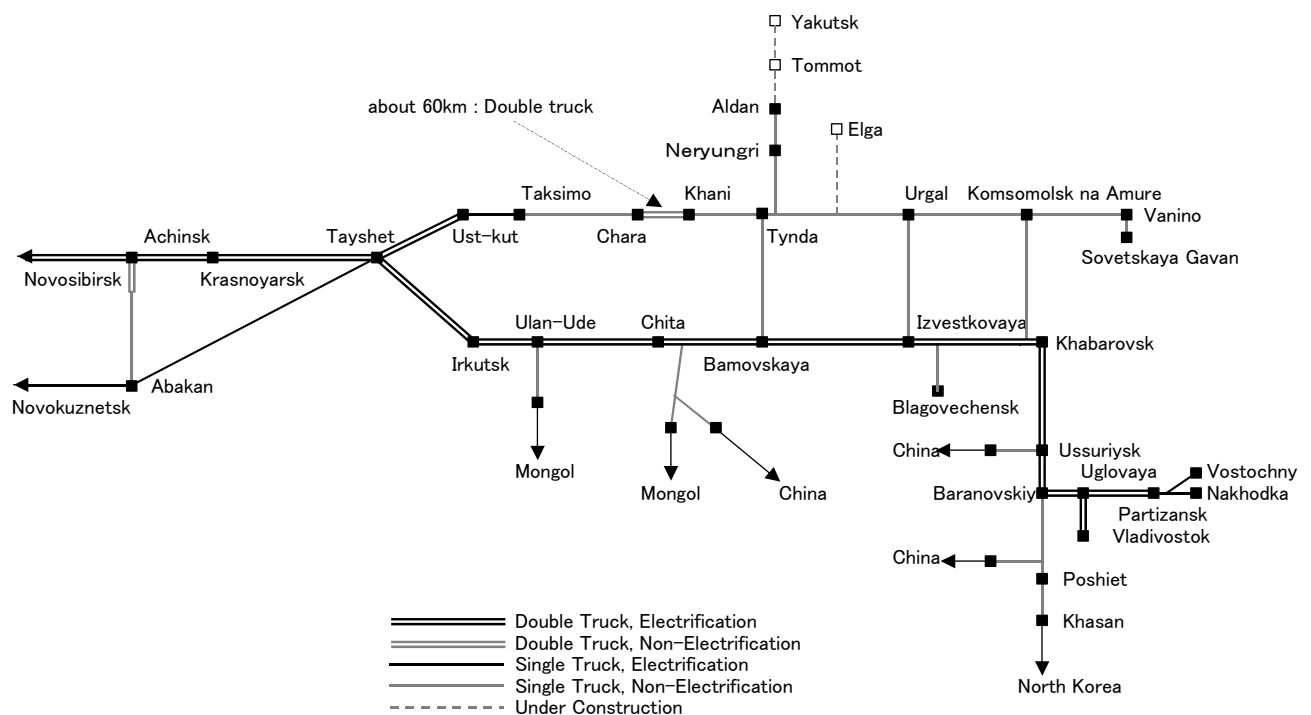 Yakutsk
Tommot
about 60km : Double truck
Aldan
Elga
Neryungri
Taksimo
Khani
Urgal
Komsomolsk na Amure
Vanino
Achinsk
Tayshet
Ust-kut
Chara
Tynda
Sovetskaya Gavan
Novosibirsk
Krasnoyarsk
Ulan-Ude
Chita
Izvestkovaya
Khabarovsk
Irkutsk
Bamovskaya
Abakan
Novokuznetsk
Blagovechensk
China
Ussuriysk
Mongol
Mongol
China
Uglovaya
Vostochny
Baranovskiy
Nakhodka
Partizansk
Vladivostok
China
Poshiet
Khasan
North Korea
Double Truck, Electrification
Double Truck, Non-Electrification
Single Truck, Electrification
Single Truck, Non-Electrification
Under Construction